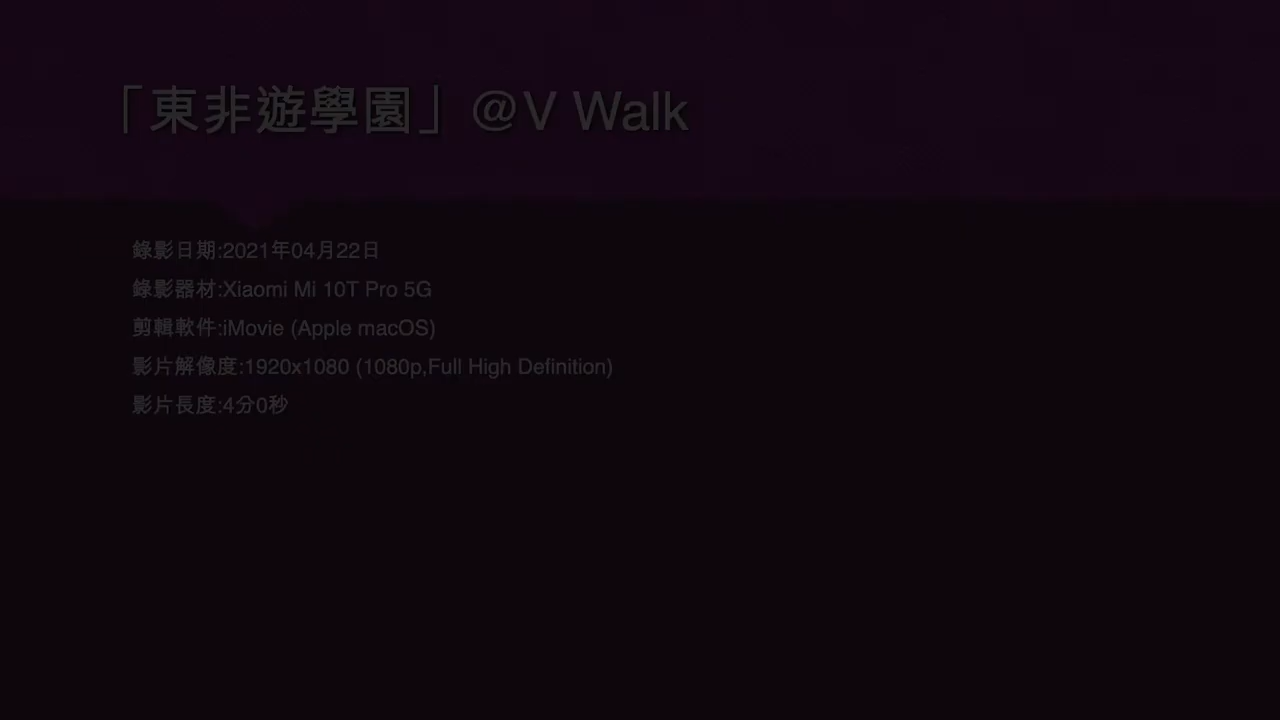 「東非遊學園」@V Walk
錄影日期:2021年04月22日
錄影器材:Xiaomi Mi 10T Pro 5G
剪輯軟件:iMovie (Apple macOS)
影片解像度:1920x1080 (1080p,Full High Definition)
影片長度:4分0秒